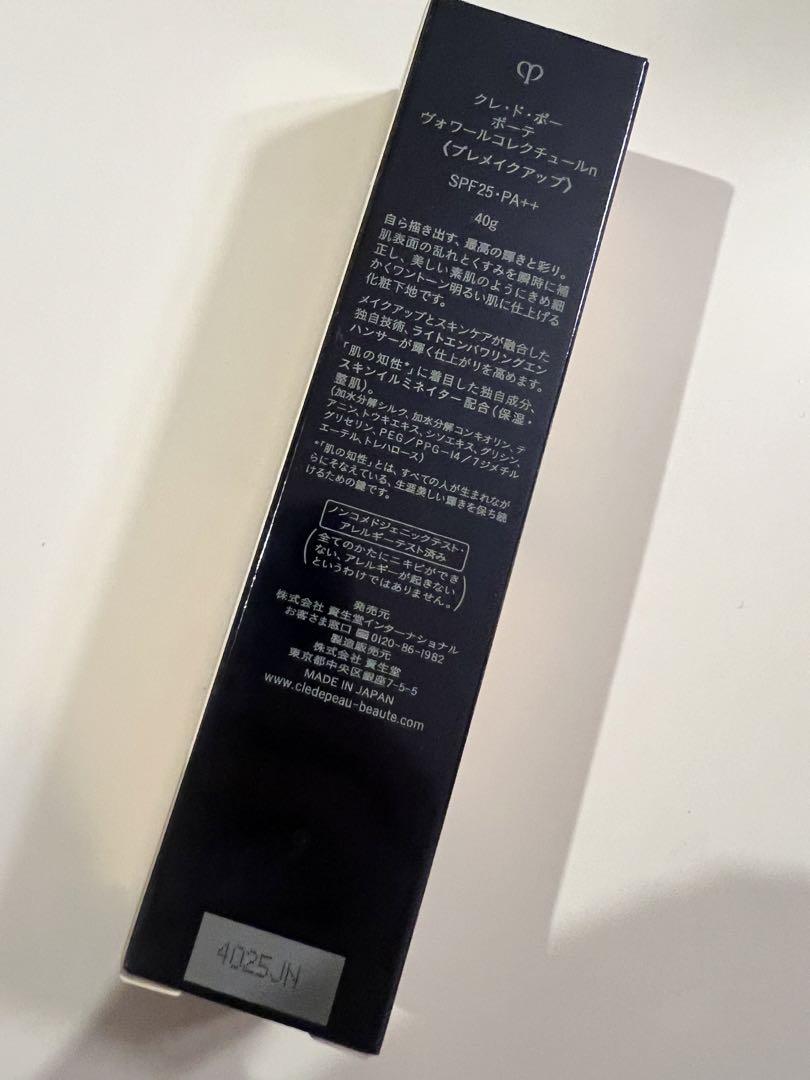 クレ・ド・ポー
ボーテ
ヴォワールコレクチュールn
《プレメイクアップ》
SPF25・PA++
40g
自ら描き出す、最高の輝きと彩り。
肌表面の乱れとくすみを瞬時に補
正し、美しい素肌のようにきめ細
かくワントーン明るい肌に仕上げる
化粧下地です。
メイクアップとスキンケアが融合した
独自技術、ライトエンパワリングエン
ハンサーが輝く仕上がりを高めます。
「肌の知性*」に着目した独自成分、
スキンイルミネイター配合(保湿・
整肌)。
(加水分解シルク、加水分解コンキオリン、テ
アニン、トウキエキス、シソエキス、グリシン、
グリセリン、PEG/PPG-14/7ジメチル
エーテル、トレハロース)
*「肌の知性」とは、すべての人が生まれなが
らにそなえている、生涯美しい輝きを保ち続
けるための鍵です。
ノンコメドジェニックテスト・
アレルギーテスト済み
(全てのかたにニキビができ
ない、アレルギーが起きない
というわけではありません。)
発売元
株式会社 資生堂インターナショナル
お客さま窓口 0120-86-1982
製造販売元
株式会社 資生堂
東京都中央区銀座7-5-5
MADE IN JAPAN
www.cledepeau-beaute.com
4025JN